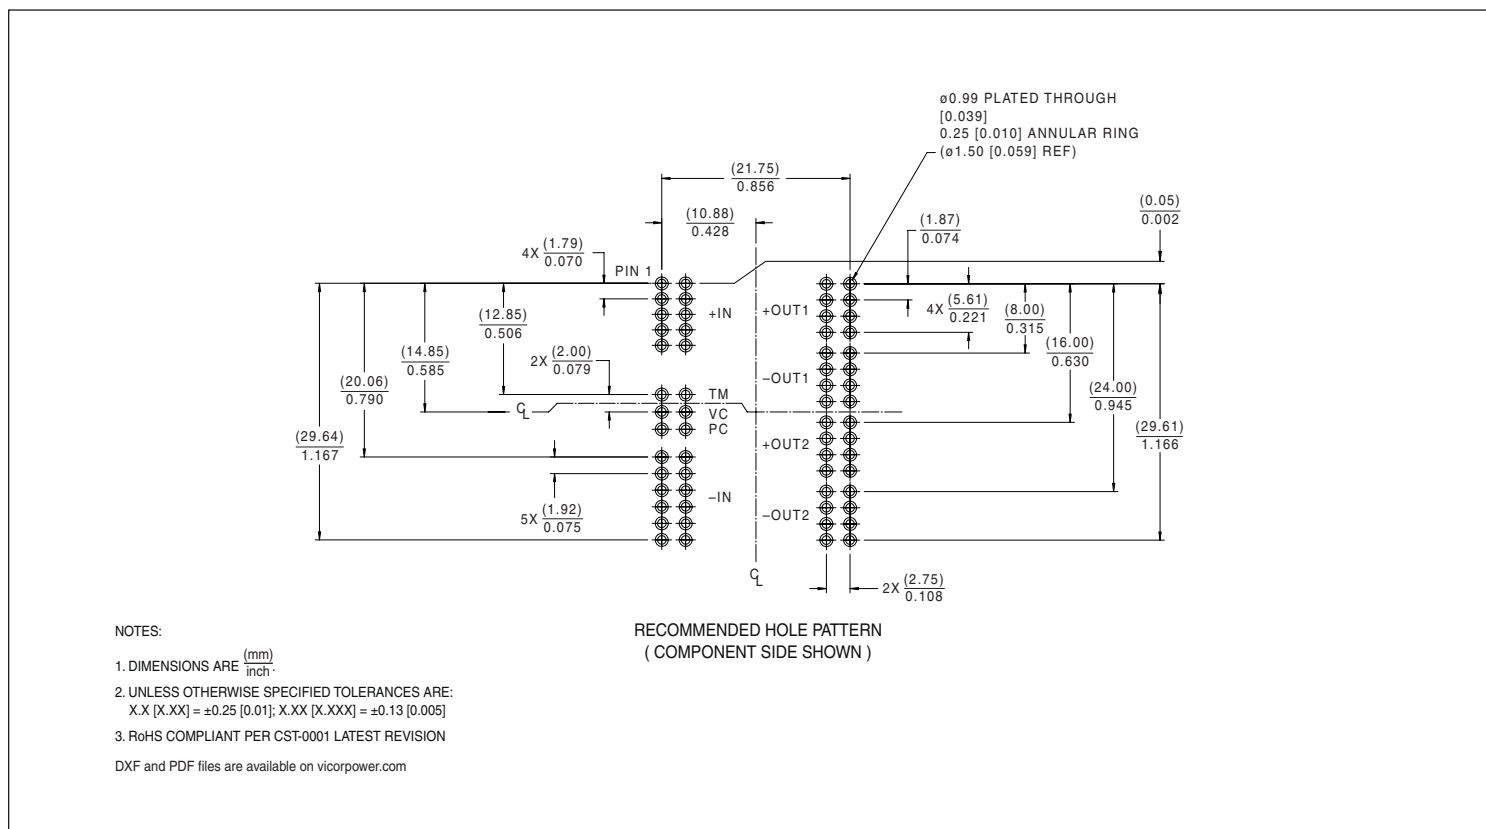 ø0.99 PLATED THROUGH
[0.039]
0.25 [0.010] ANNULAR RING
(ø1.50 [0.059] REF)
(21.75)
0.856
(10.88)
0.428
(0.05)
0.002
(1.87)
0.074
4X (1.79)
0.070
PIN 1
+IN
+OUT1
4X (5.61)
0.221
(8.00)
0.315
(12.85)
0.506
(16.00)
0.630
(14.85)
0.585
2X (2.00)
0.079
(20.06)
0.790
–OUT1
(24.00)
0.945
TM
CL
VC
PC
(29.64)
1.167
(29.61)
1.166
+OUT2
–IN
5X (1.92)
0.075
–OUT2
CL
2X (2.75)
0.108
RECOMMENDED HOLE PATTERN
( COMPONENT SIDE SHOWN )
NOTES:
1. DIMENSIONS ARE (mm)
inch.
2. UNLESS OTHERWISE SPECIFIED TOLERANCES ARE:
X.X [X.XX] = ±0.25 [0.01]; X.XX [X.XXX] = ±0.13 [0.005]
3. RoHS COMPLIANT PER CST-0001 LATEST REVISION
DXF and PDF files are available on vicorpower.com